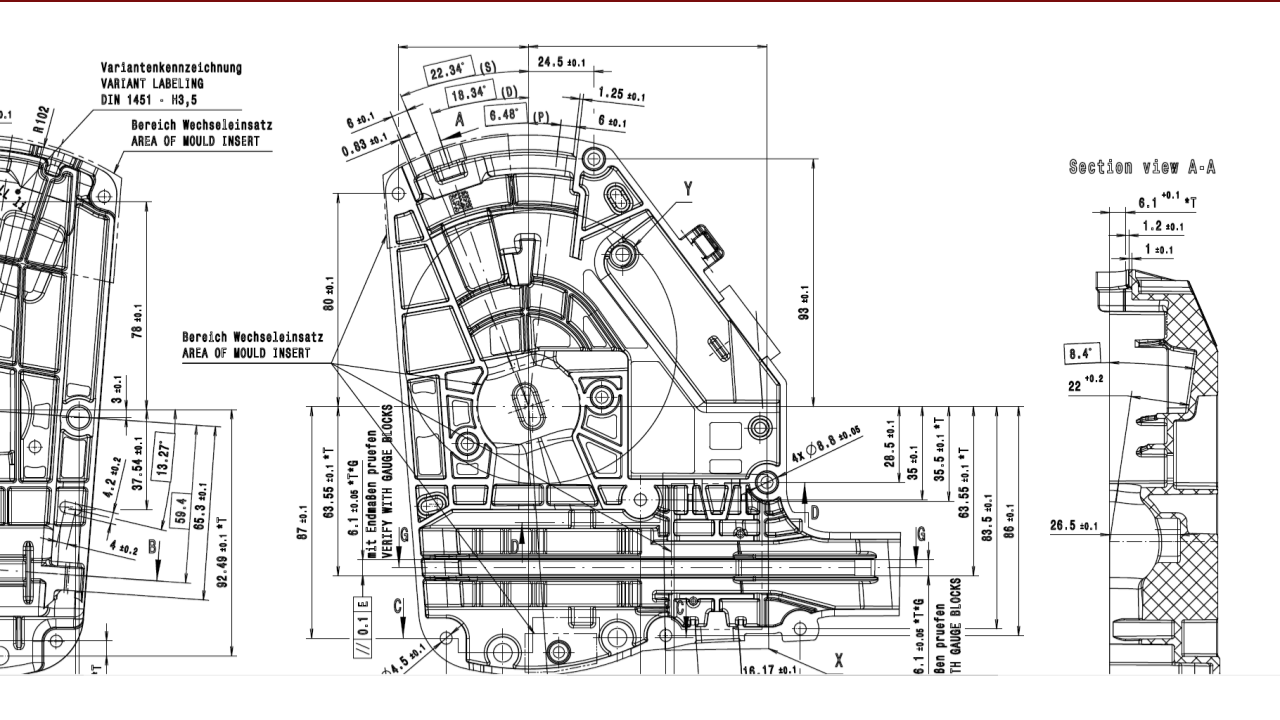 Variantenkennzeichnung
VARIANT LABELING
DIN 1451 - H3,5
Bereich Wechseleinsatz
AREA OF MOULD INSERT
R 102
78 ±0.1
3 ±0.1
37.54 ±0.1
13.27°
4.2 ±0.2
59.4
65.3 ±0.1
92.49 ±0.1 *T
4 ±0.2
B
*T
Bereich Wechseleinsatz
AREA OF MOULD INSERT
22.34° (S)
24.5 ±0.1
18.34° (D)
1.25 ±0.1
6 ±0.1
A
6.48° (P)
6 ±0.1
0.83 ±0.1
Y
80 ±0.1
93 ±0.1
87 ±0.1
63.55 ±0.1 *T
6.1 ±0.05 *T*G
mit Endmaßen pruefen
VERIFY WITH GAUGE BLOCKS
4x Ø8.8 ±0.05
28.5 ±0.1
35 ±0.1
35.5 ±0.1 *T
63.55 ±0.1 *T
83.5 ±0.1
86 ±0.1
G
D
D
G
// 0.1 E
C
C
Ø4.5 ±0.1
16.17 ±0.1
X
6.1 ±0.05 *T*G
ßen pruefen
TH GAUGE BLOCKS
Section view A-A
6.1 +0.1 *T
1.2 ±0.1
1 ±0.1
8.4°
22 +0.2
26.5 ±0.1